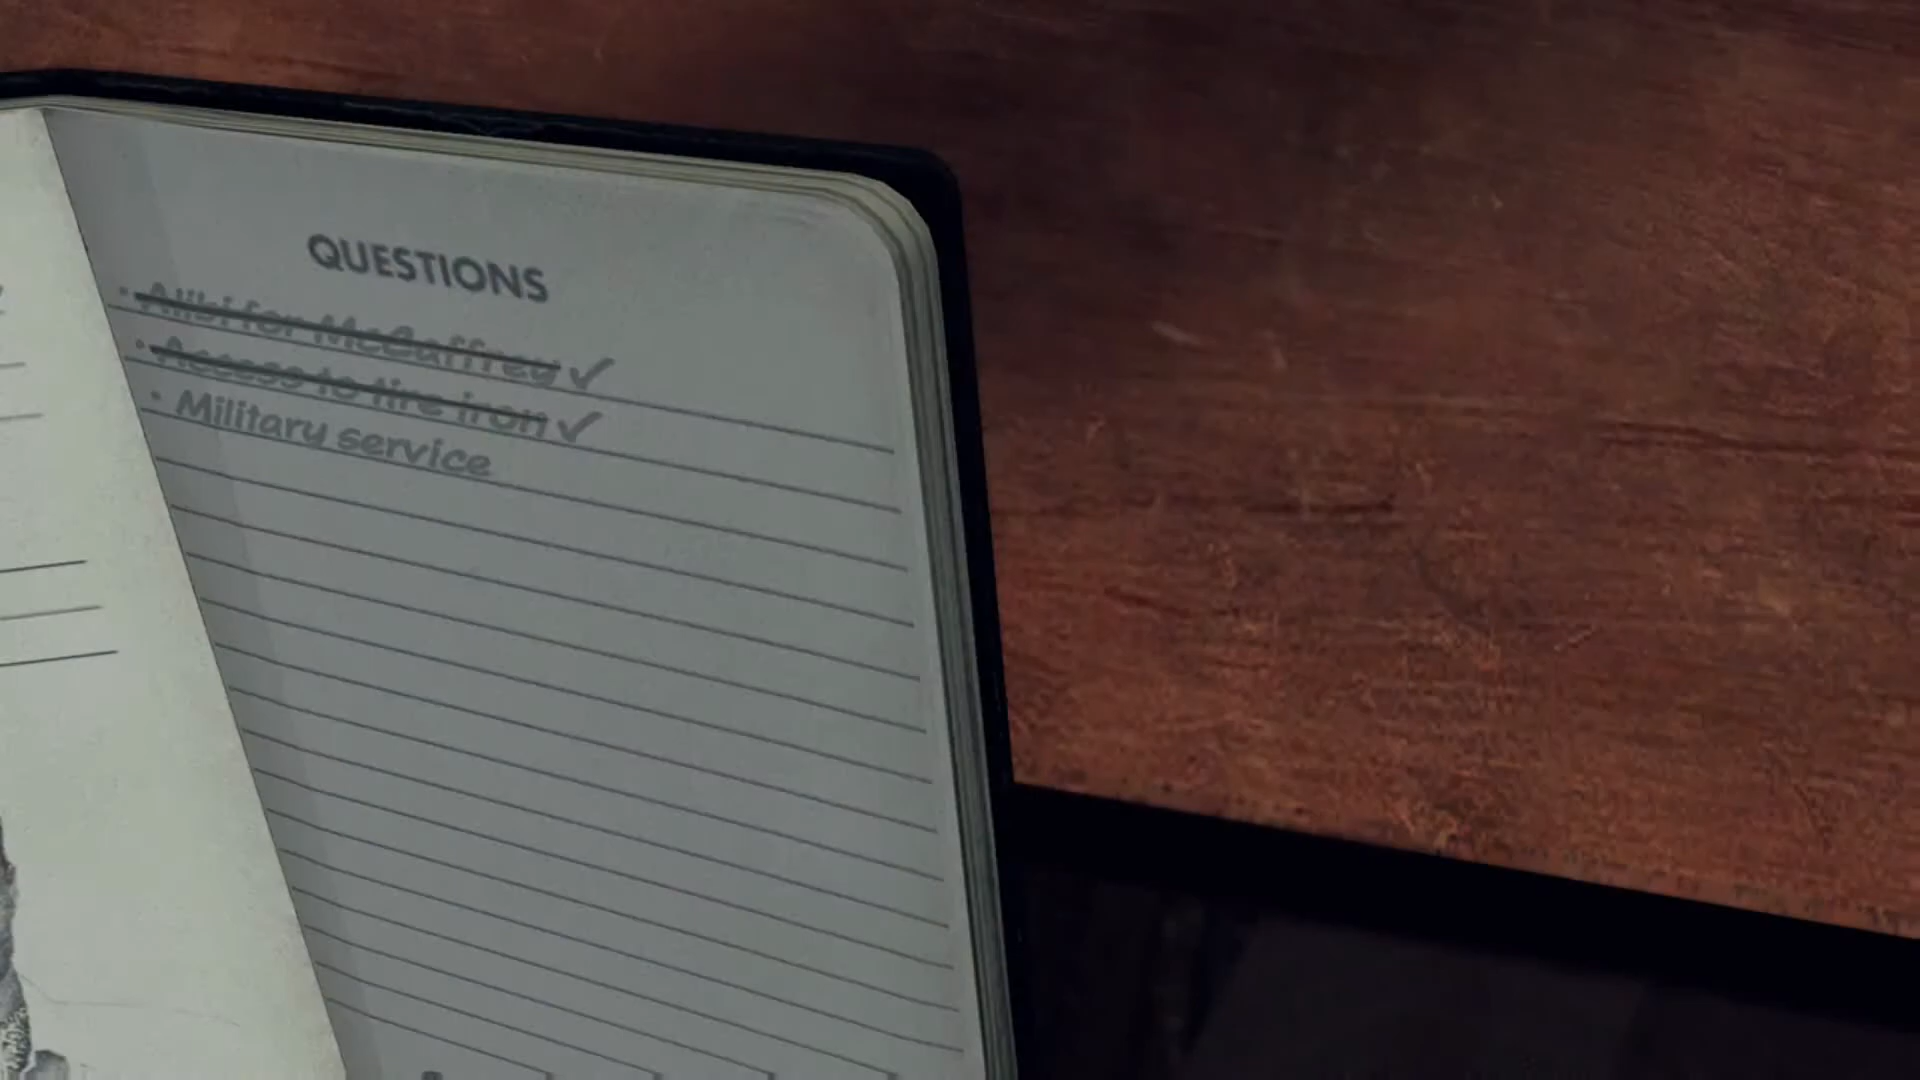 QUESTIONS
· Alibi for McCaffrey ✓
· Access to tire iron ✓
· Military service